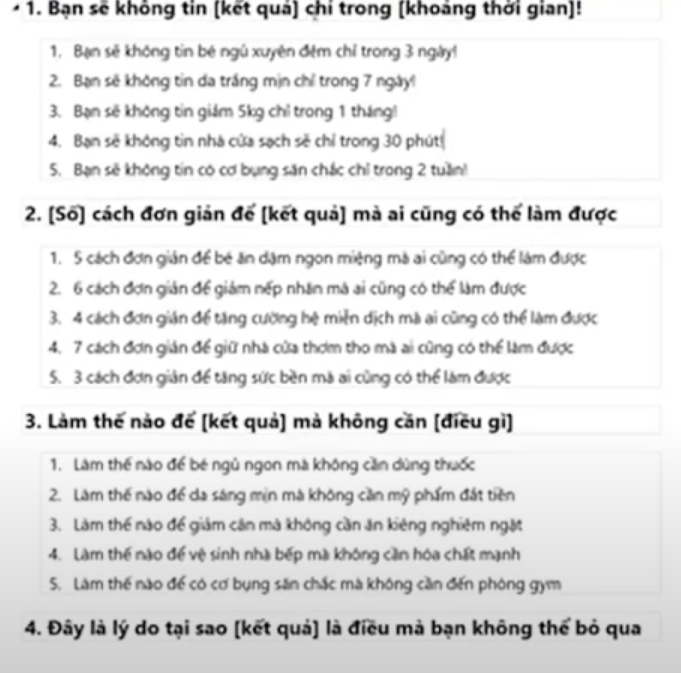 1. Bạn sẽ không tin [kết quả] chỉ trong [khoảng thời gian]!
1. Bạn sẽ không tin bé ngủ xuyên đêm chỉ trong 3 ngày!
2. Bạn sẽ không tin da trắng mịn chỉ trong 7 ngày!
3. Bạn sẽ không tin giảm 5kg chỉ trong 1 tháng!
4. Bạn sẽ không tin nhà cửa sạch sẽ chỉ trong 30 phút!
5. Bạn sẽ không tin có cơ bụng săn chắc chỉ trong 2 tuần!
2. [Số] cách đơn giản để [kết quả] mà ai cũng có thể làm được
1. 5 cách đơn giản để bé ăn dặm ngon miệng mà ai cũng có thể làm được
2. 6 cách đơn giản để giảm nếp nhăn mà ai cũng có thể làm được
3. 4 cách đơn giản để tăng cường hệ miễn dịch mà ai cũng có thể làm được
4. 7 cách đơn giản để giữ nhà cửa thơm tho mà ai cũng có thể làm được
5. 3 cách đơn giản để tăng sức bền mà ai cũng có thể làm được
3. Làm thế nào để [kết quả] mà không cần [điều gì]
1. Làm thế nào để bé ngủ ngon mà không cần dùng thuốc
2. Làm thế nào để da sáng mịn mà không cần mỹ phẩm đắt tiền
3. Làm thế nào để giảm cân mà không cần ăn kiêng nghiêm ngặt
4. Làm thế nào để vệ sinh nhà bếp mà không cần hóa chất mạnh
5. Làm thế nào để có cơ bụng săn chắc mà không cần đến phòng gym
4. Đây là lý do tại sao [kết quả] là điều mà bạn không thể bỏ qua